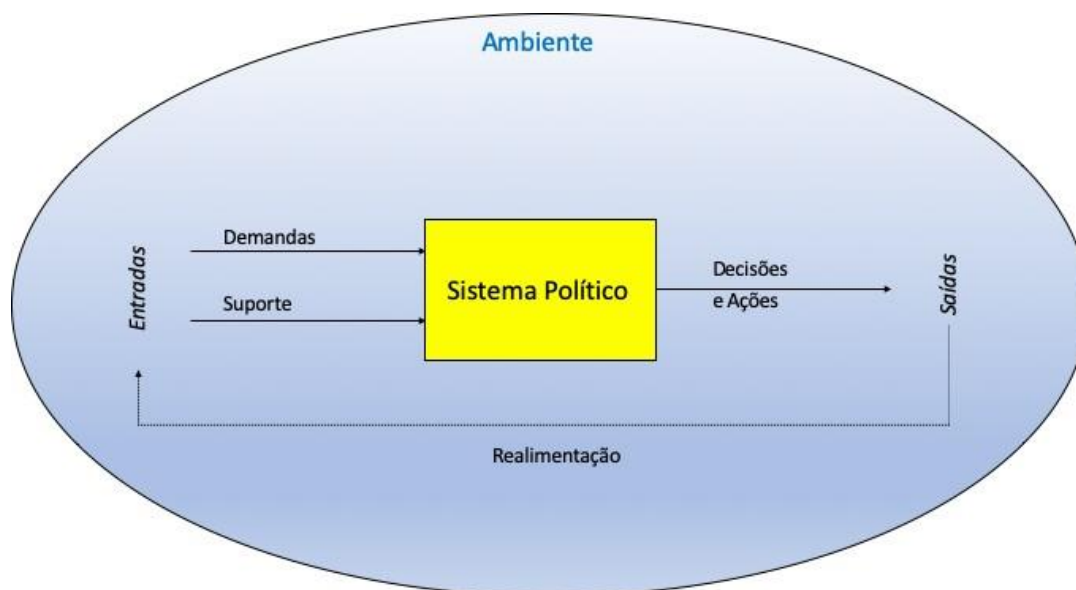 Ambiente
Entradas
Demandas
Suporte
Sistema Político
Decisões
e Ações
Saídas
Realimentação